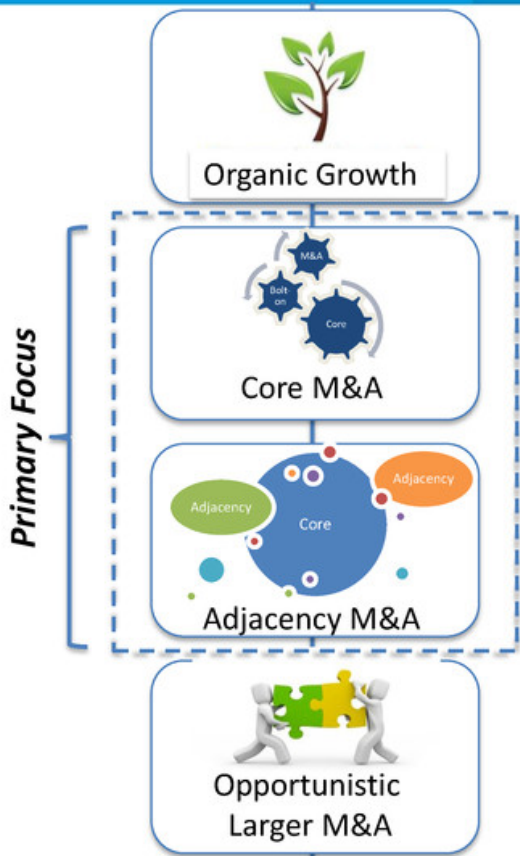 Organic Growth
Primary Focus
M&A
Bolt-
on
Core
Core M&A
Adjacency
Adjacency
Core
Adjacency M&A
Opportunistic
Larger M&A